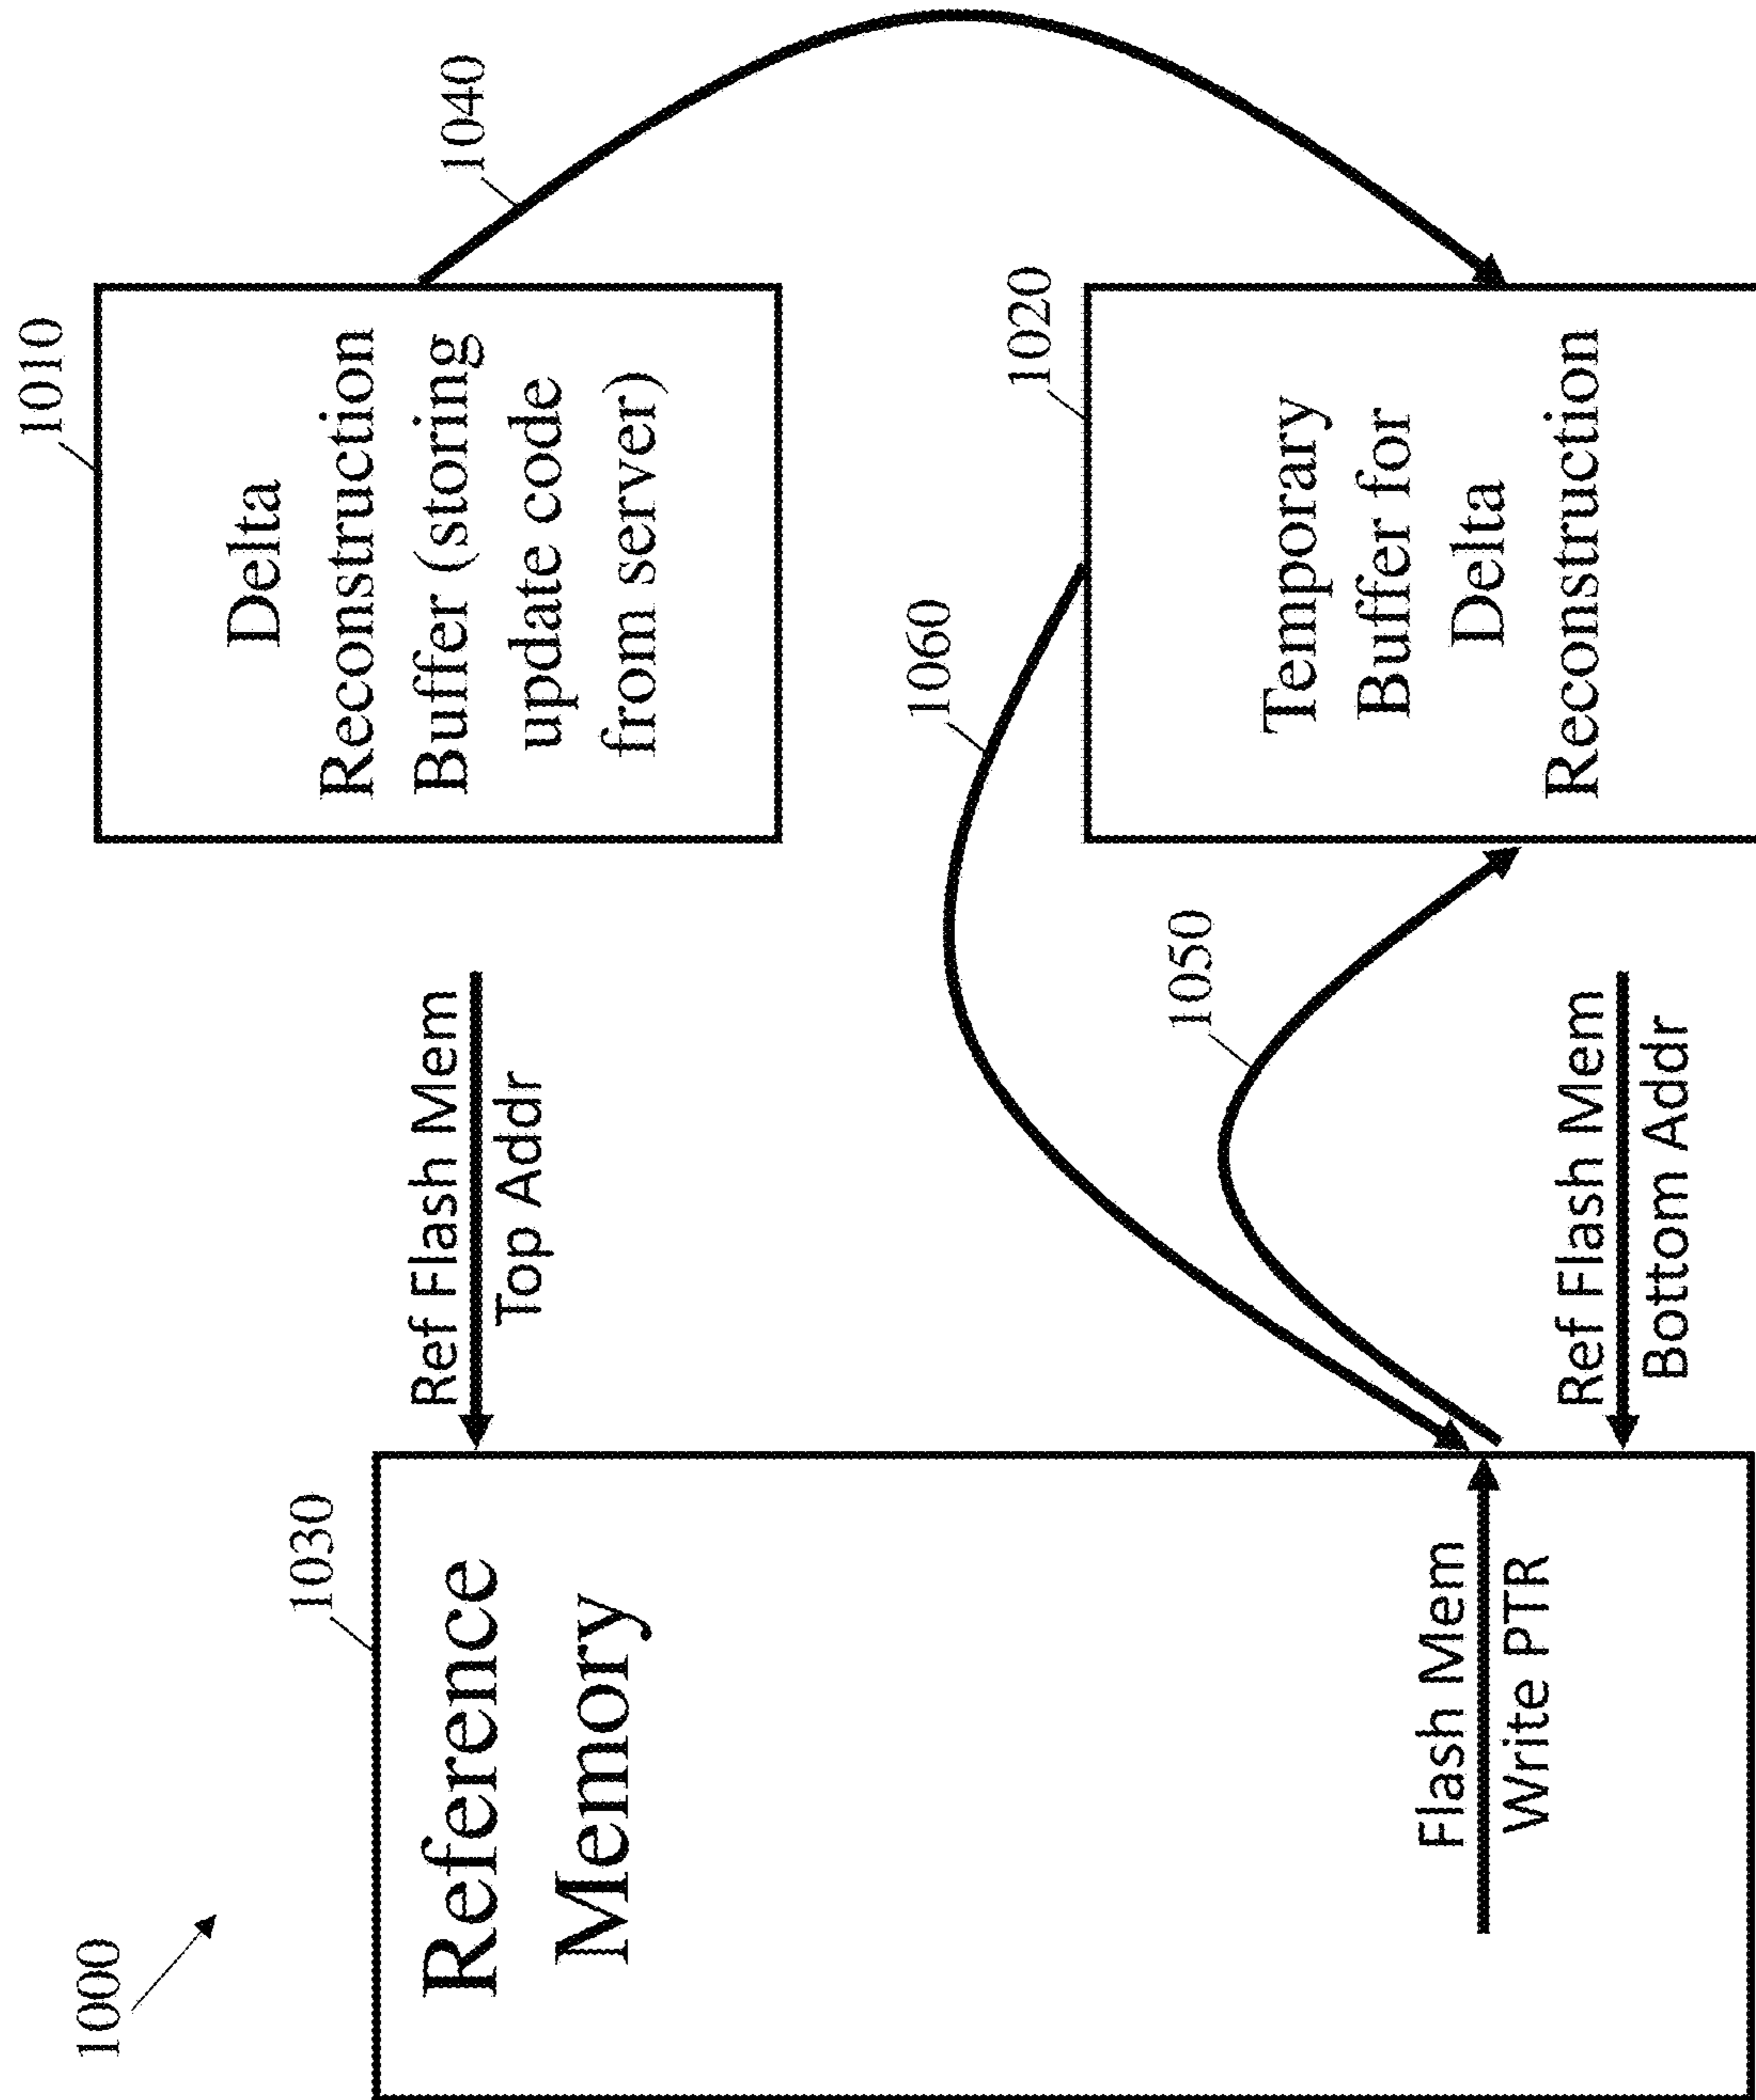 1000
1030
Reference
Memory
Flash Mem
Write PTR
Ref Flash Mem
Top Addr
Ref Flash Mem
Bottom Addr
1010
Delta
Reconstruction
Buffer (storing
update code
from server)
1040
1060
1050
1020
Temporary
Buffer for
Delta
Reconstruction